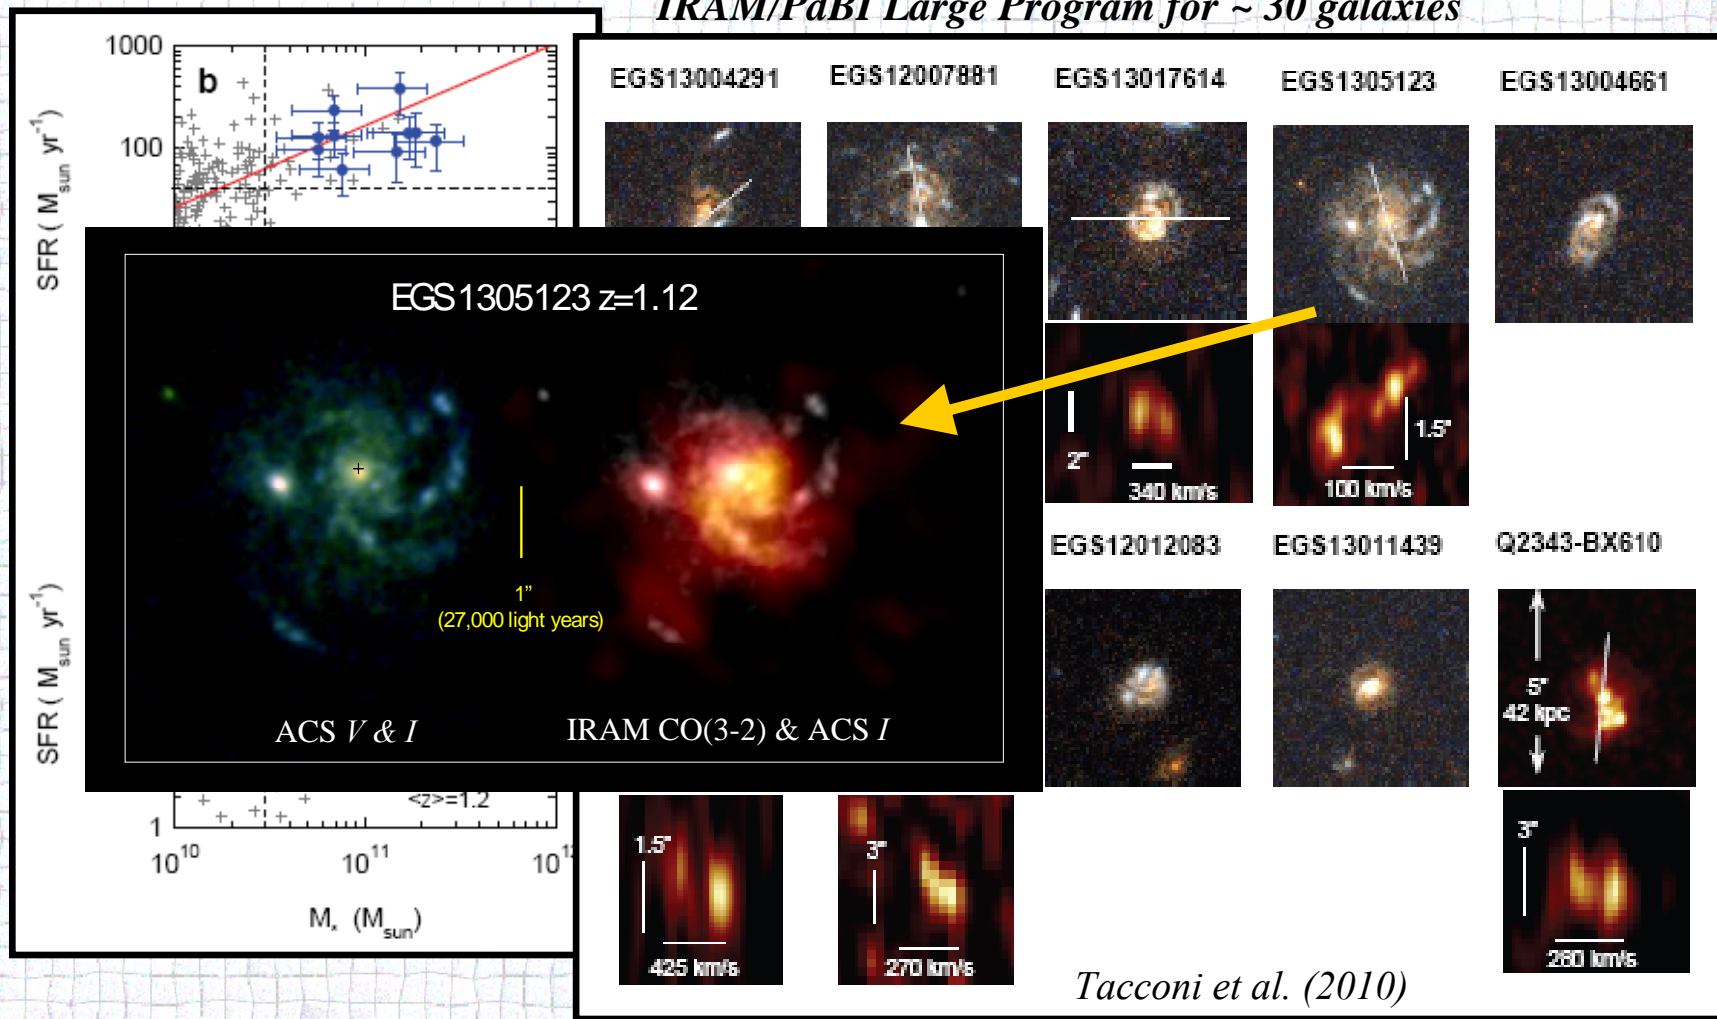 IRAM/PdBI Large Program for ~ 30 galaxies
1000
b
100
SFR ( M_sun yr^-1)
EGS13004291
EGS12007881
EGS13017614
EGS1305123
EGS13004661
EGS1305123 z=1.12
1”
(27,000 light years)
ACS V & I
IRAM CO(3-2) & ACS I
2"
340 km/s
1.5"
100 km/s
EGS12012083
EGS13011439
Q2343-BX610
5"
42 kpc
SFR ( M_sun yr^-1)
<z>=1.2
1
10^10
10^11
M_* (M_sun)
1.5"
425 km/s
3"
270 km/s
3"
280 km/s
Tacconi et al. (2010)